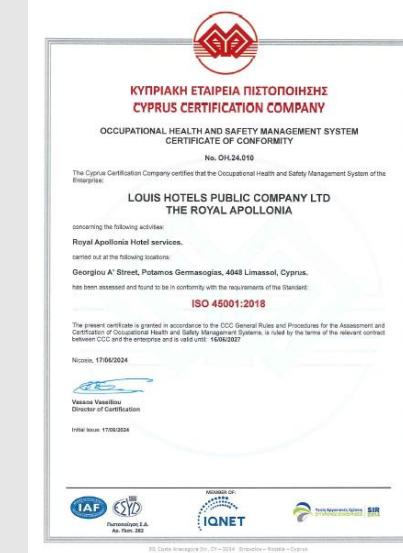 ΚΥΠΡΙΑΚΗ ΕΤΑΙΡΕΙΑ ΠΙΣΤΟΠΟΙΗΣΗΣ
CYPRUS CERTIFICATION COMPANY
OCCUPATIONAL HEALTH AND SAFETY MANAGEMENT SYSTEM
CERTIFICATE OF CONFORMITY
No. OH.24.010
The Cyprus Certification Company certifies that the Occupational Health and Safety Management System of the
Enterprise:
LOUIS HOTELS PUBLIC COMPANY LTD
THE ROYAL APOLLONIA
concerning the following activities:
Royal Apollonia Hotel services.
carried out at the following locations:
Georgiou A' Street, Potamos Germasogias, 4048 Limassol, Cyprus.
has been assessed and found to be in conformity with the requirements of the Standard:
ISO 45001:2018
The present certificate is granted in accordance to the CCC General Rules and Procedures for the Assessment and
Certification of Occupational Health and Safety Management Systems, is ruled by the terms of the relevant contract
between CCC and the enterprise and is valid until: 16/06/2027
Nicosia, 17/06/2024
Vassos Vassiliou
Director of Certification
Initial Issue: 17/06/2024
IAF
ΕΣΥΔ
Πιστοποίηση Σ.Δ.
Αρ. Πιστ. 282
MEMBER OF:
IQNET